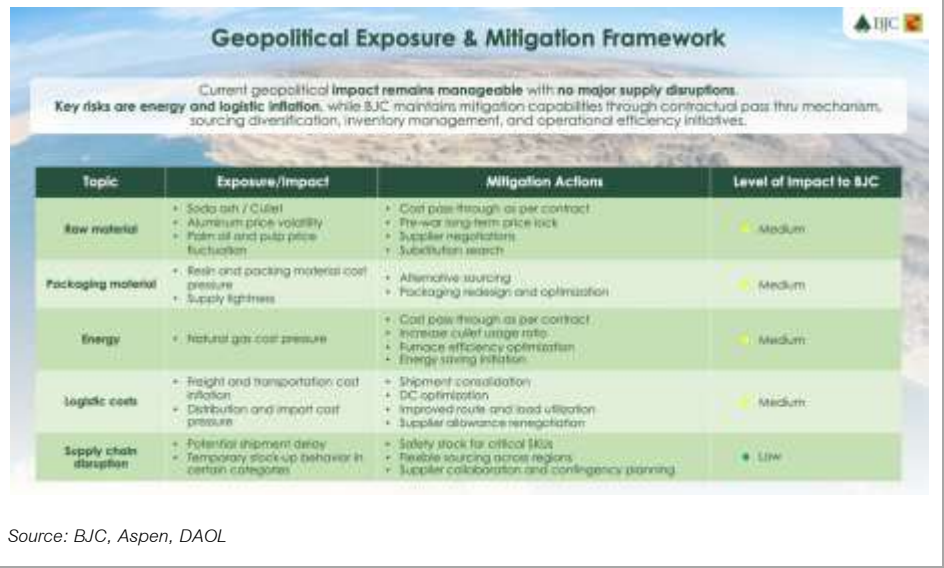 BJC
Geopolitical Exposure & Mitigation Framework
Current geopolitical impact remains manageable with no major supply disruptions.
Key risks are energy and logistic inflation, while BJC maintains mitigation capabilities through contractual pass thru mechanism,
sourcing diversification, inventory management, and operational efficiency initiatives.
Topic Exposure/Impact Mitigation Actions Level of Impact to BJC
Raw material
• Soda ash / Cullet
• Aluminum price volatility
• Palm oil and pulp price
fluctuation
• Cost pass through as per contract
• Pre-war long-term price lock
• Supplier negotiations
• Substitution search
Medium
Packaging material
• Resin and packing material cost
pressure
• Supply tightness
• Alternative sourcing
• Packaging redesign and optimization
Medium
Energy
• Natural gas cost pressure
• Cost pass through as per contract
• Increase cullet usage ratio
• Furnace efficiency optimization
• Energy saving initiation
Medium
Logistic costs
• Freight and transportation cost
inflation
• Distribution and import cost
pressure
• Shipment consolidation
• DC optimization
• Improved route and load utilization
• Supplier allowance renegotiation
Medium
Supply chain
disruption
• Potential shipment delay
• Temporary stock-up behavior in
certain categories
• Safety stock for critical SKUs
• Flexible sourcing across regions
• Supplier collaboration and contingency planning
• Low
Source: BJC, Aspen, DAOL